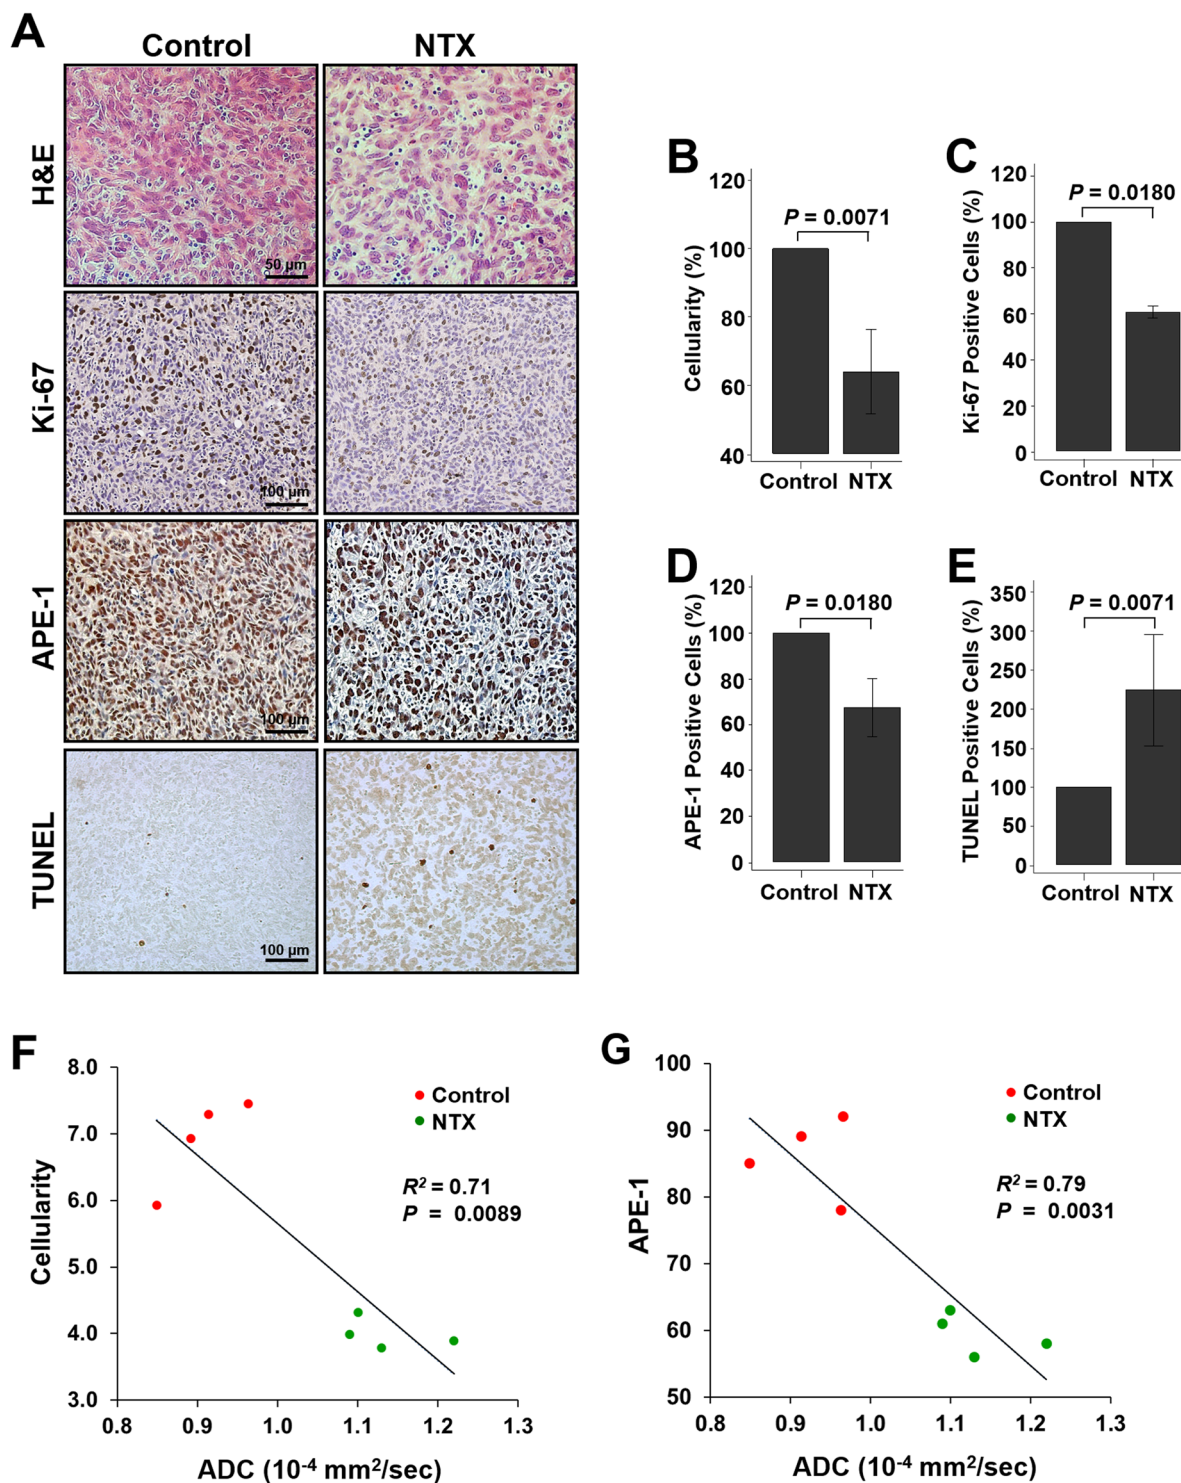 A
Control
NTX
H&E
50 µm
Ki-67
100 µm
APE-1
100 µm
TUNEL
100 µm
B
Cellularity (%)
120
100
80
60
40
P = 0.0071
Control
NTX
C
Ki-67 Positive Cells (%)
120
100
80
60
40
20
0
P = 0.0180
Control
NTX
D
APE-1 Positive Cells (%)
120
100
80
60
40
20
0
P = 0.0180
Control
NTX
E
TUNEL Positive Cells (%)
350
300
250
200
150
100
50
0
P = 0.0071
Control
NTX
F
Cellularity
8.0
7.0
6.0
5.0
4.0
3.0
Control
NTX
R² = 0.71
P = 0.0089
0.8 0.9 1.0 1.1 1.2 1.3
ADC (10⁻⁴ mm²/sec)
G
APE-1
100
90
80
70
60
50
Control
NTX
R² = 0.79
P = 0.0031
0.8 0.9 1.0 1.1 1.2 1.3
ADC (10⁻⁴ mm²/sec)